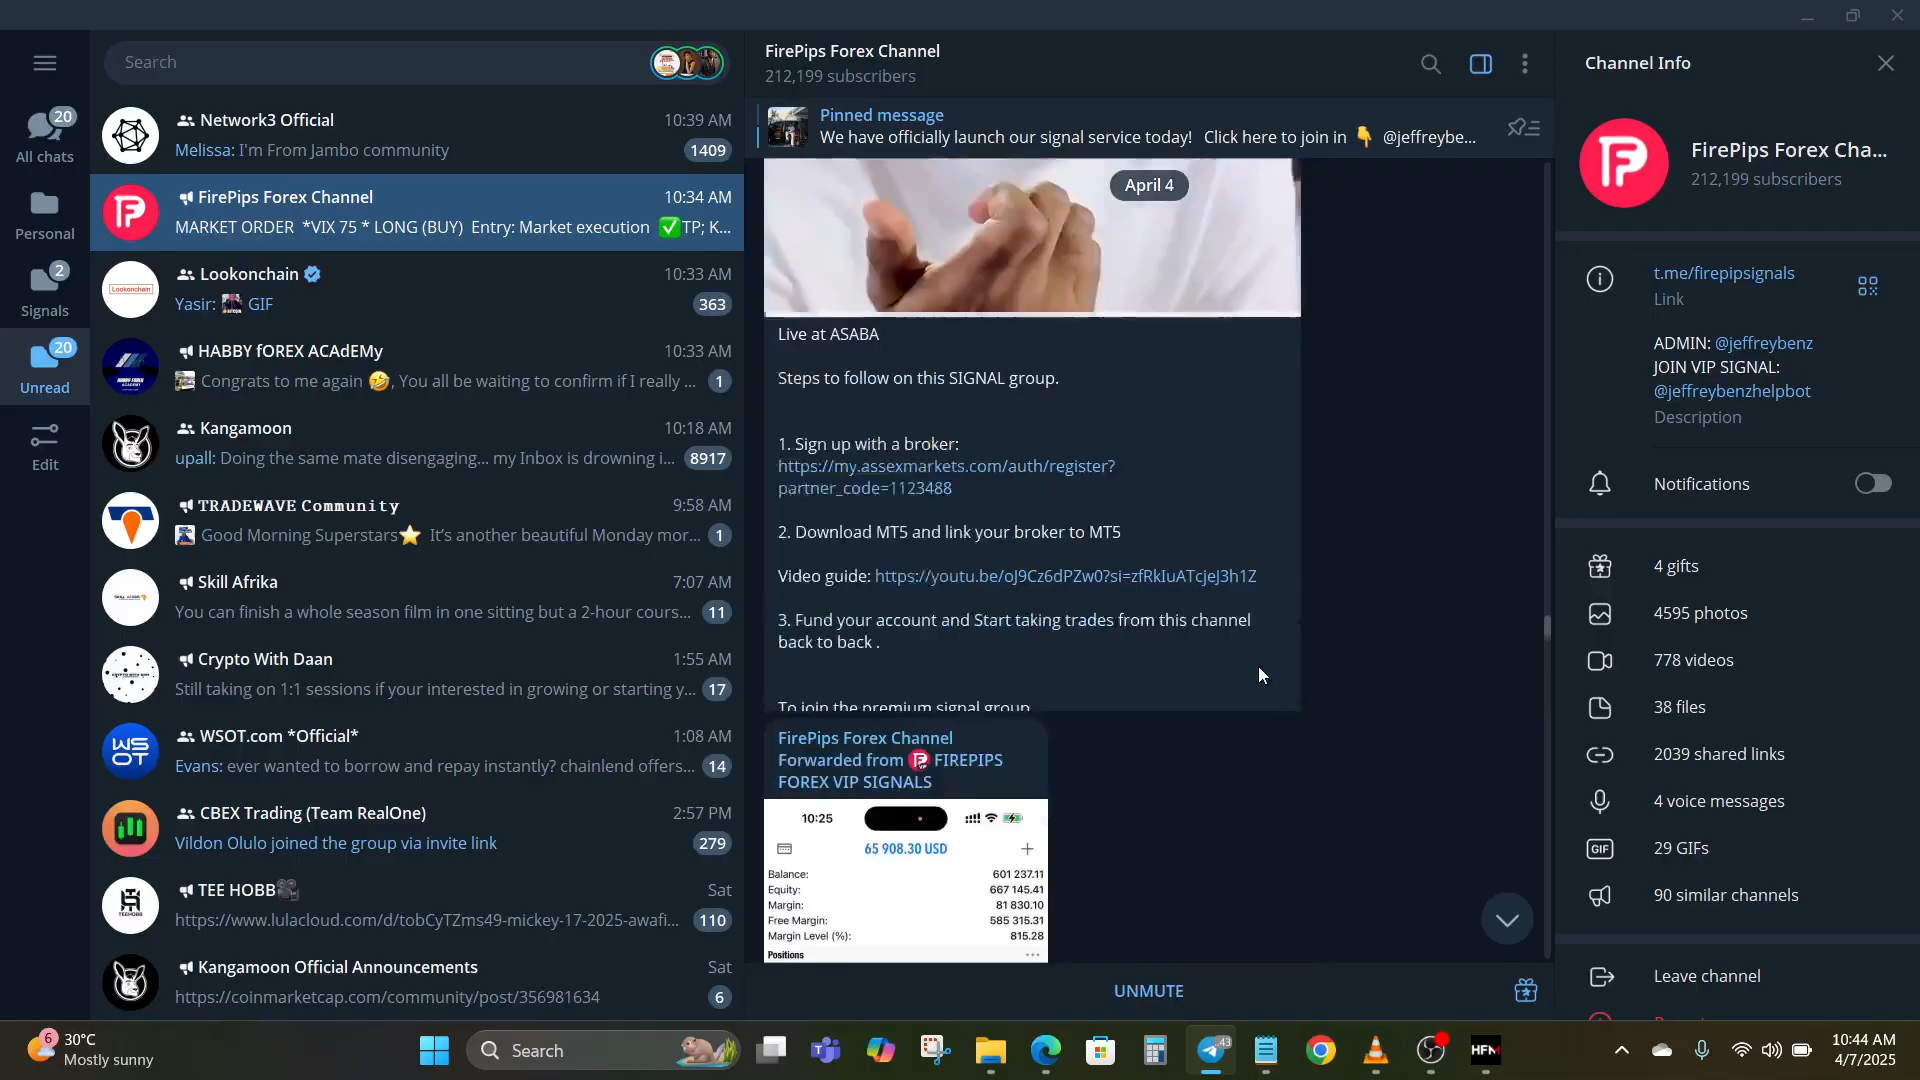 Search
20
All chats
Personal
2
Signals
20
Unread
Edit
Network3 Official
10:39 AM
Melissa: I'm From Jambo community
1409
FirePips Forex Channel
10:34 AM
MARKET ORDER *VIX 75 * LONG (BUY) Entry: Market execution ✅TP; K...
Lookonchain
10:33 AM
Yasir: GIF
363
HABBY fOREX ACAdEMy
10:33 AM
Congrats to me again 🤣, You all be waiting to confirm if I really ...
1
Kangamoon
10:18 AM
upall: Doing the same mate disengaging... my Inbox is drowning i...
8917
TRADEWAVE Community
9:58 AM
Good Morning Superstars⭐ It's another beautiful Monday mor...
1
Skill Afrika
7:07 AM
You can finish a whole season film in one sitting but a 2-hour cours...
11
Crypto With Daan
1:55 AM
Still taking on 1:1 sessions if your interested in growing or starting y...
17
WSOT.com *Official*
1:08 AM
Evans: ever wanted to borrow and repay instantly? chainlend offers...
14
CBEX Trading (Team RealOne)
2:57 PM
Vildon Olulo joined the group via invite link
279
TEE HOBB🎥
Sat
https://www.lulacloud.com/d/tobCyTZms49-mickey-17-2025-awafi...
110
Kangamoon Official Announcements
Sat
https://coinmarketcap.com/community/post/356981634
6
FirePips Forex Channel
212,199 subscribers
Pinned message
We have officially launch our signal service today! Click here to join in 👇 @jeffreybe...
April 4
Live at ASABA
Steps to follow on this SIGNAL group.
1. Sign up with a broker:
https://my.assexmarkets.com/auth/register?
partner_code=1123488
2. Download MT5 and link your broker to MT5
Video guide: https://youtu.be/oJ9Cz6dPZw0?si=zfRkIuATcjeJ3h1Z
3. Fund your account and Start taking trades from this channel
back to back .
To join the premium signal group
FirePips Forex Channel
Forwarded from FIREPIPS
FOREX VIP SIGNALS
10:25
65 908.30 USD
Balance: 601 237.11
Equity: 667 145.41
Margin: 81 830.10
Free Margin: 585 315.31
Margin Level (%): 815.28
Positions
UNMUTE
Channel Info
FirePips Forex Cha...
212,199 subscribers
t.me/firepipsignals
Link
ADMIN: @jeffreybenz
JOIN VIP SIGNAL:
@jeffreybenzhelpbot
Description
Notifications
4 gifts
4595 photos
778 videos
38 files
2039 shared links
4 voice messages
GIF
29 GIFs
90 similar channels
Leave channel
6
30°C
Mostly sunny
Search
43
HFM
10:44 AM
4/7/2025